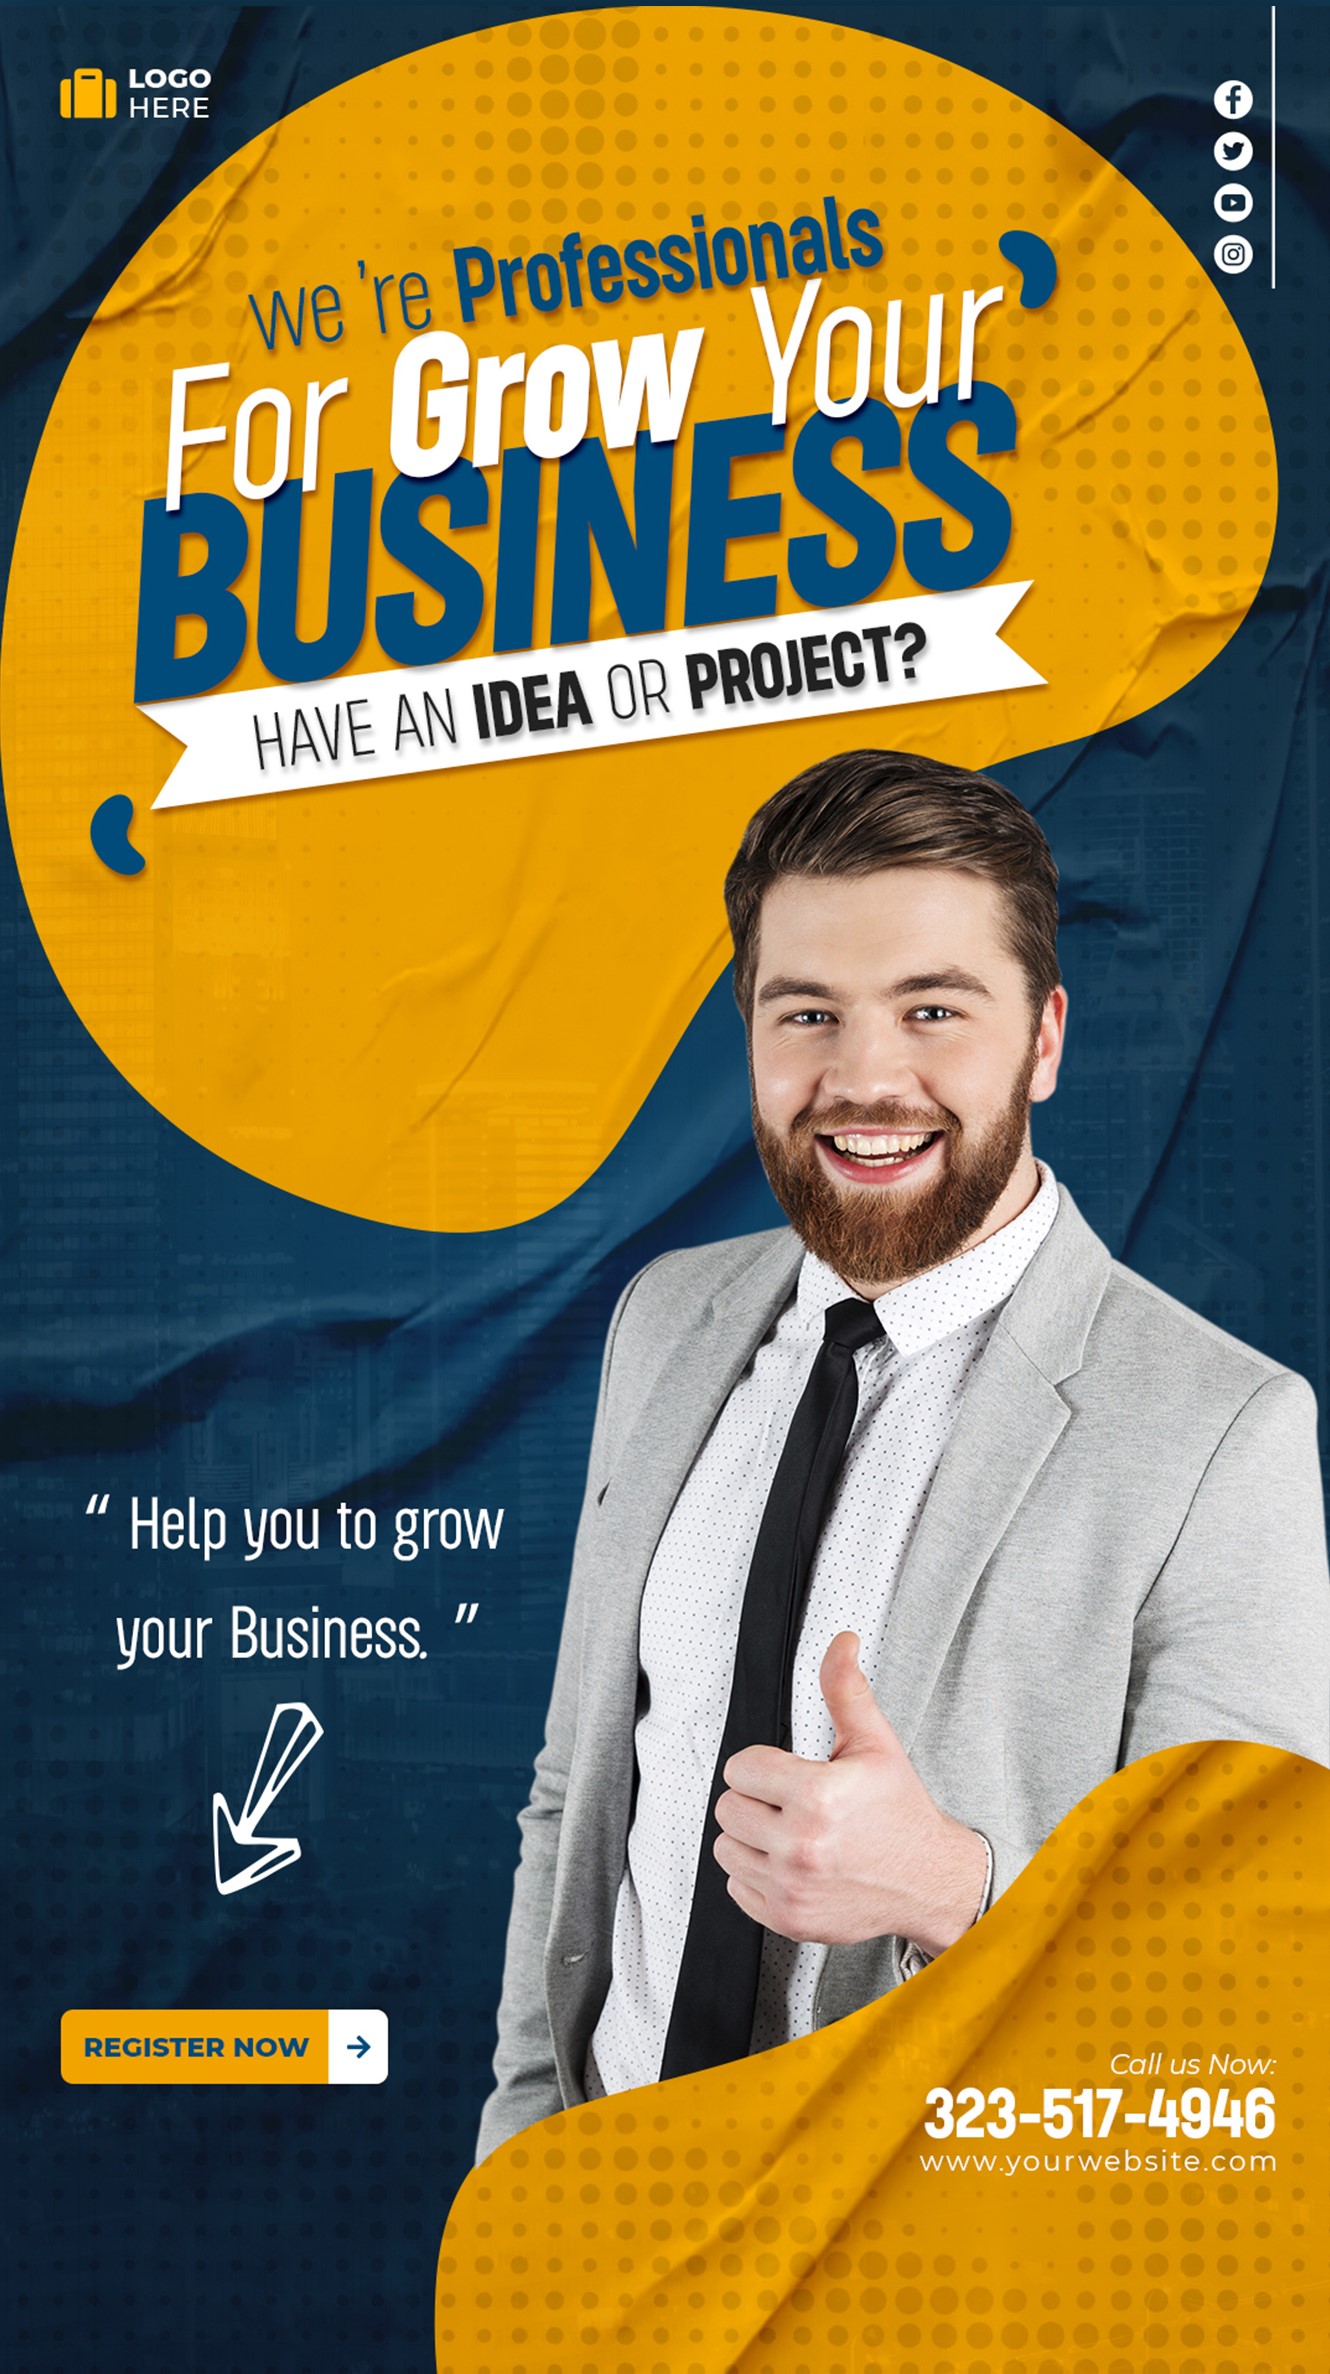 LOGO
HERE
We 're Professionals
For Grow Your
BUSINESS
HAVE AN IDEA OR PROJECT?
“ Help you to grow
your Business. ”
REGISTER NOW
Call us Now:
323-517-4946
www.yourwebsite.com